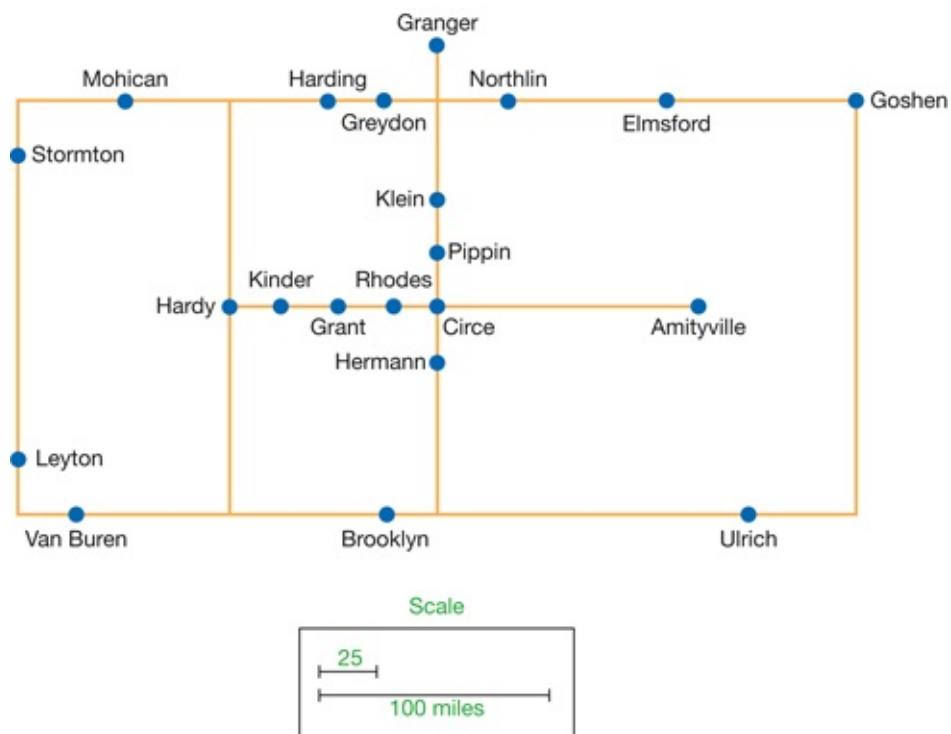 Granger
Mohican
Harding
Northlin
Goshen
Greydon
Elmsford
Stormton
Klein
Pippin
Kinder
Rhodes
Hardy
Grant
Circe
Amityville
Hermann
Leyton
Van Buren
Brooklyn
Ulrich
Scale
25
100 miles